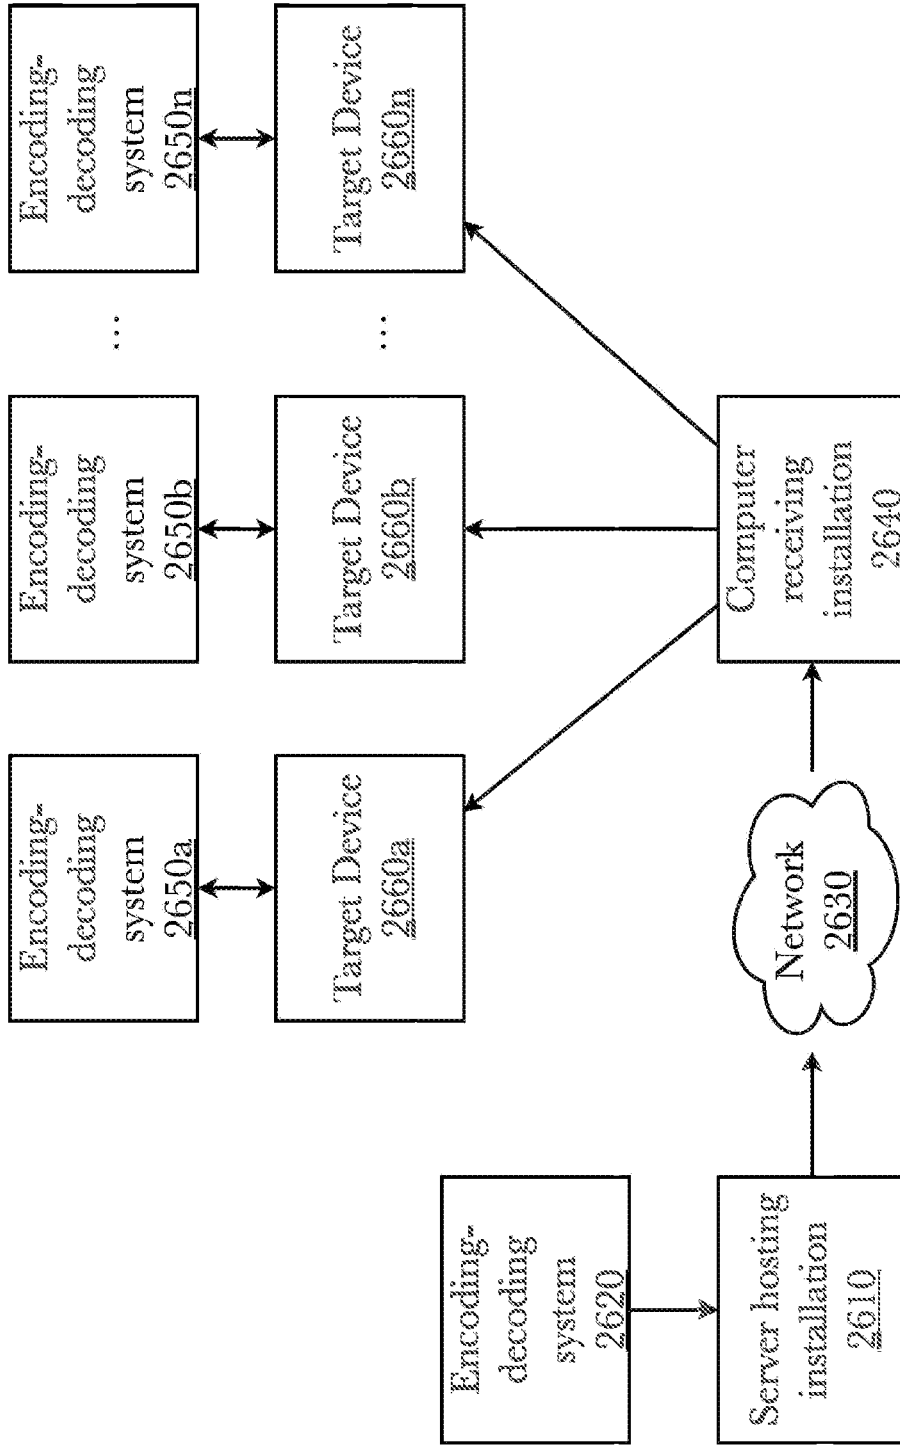 Encoding-
decoding
system
2620
Server hosting
installation
2610
Network
2630
Computer
receiving
installation
2640
Encoding-
decoding
system
2650a
Target Device
2660a
Encoding-
decoding
system
2650b
Target Device
2660b
...
...
Encoding-
decoding
system
2650n
Target Device
2660n